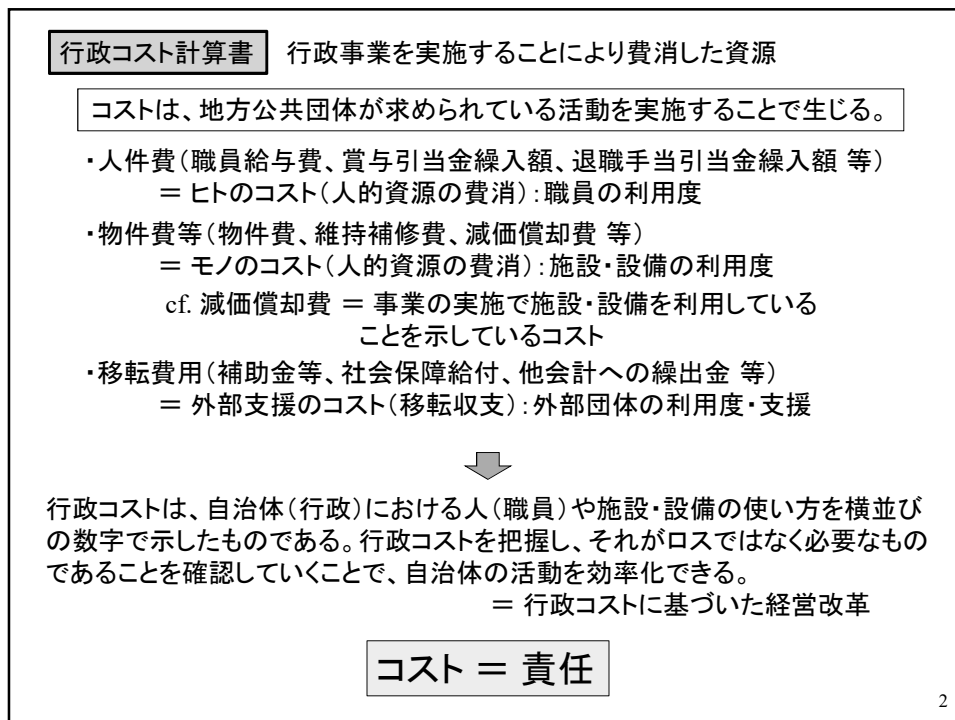 行政コスト計算書 行政事業を実施することにより費消した資源
コストは、地方公共団体が求められている活動を実施することで生じる。
・人件費（職員給与費、賞与引当金繰入額、退職手当引当金繰入額 等）
＝ ヒトのコスト（人的資源の費消）：職員の利用度
・物件費等（物件費、維持補修費、減価償却費 等）
＝ モノのコスト（人的資源の費消）：施設・設備の利用度
cf. 減価償却費 ＝ 事業の実施で施設・設備を利用している
ことを示しているコスト
・移転費用（補助金等、社会保障給付、他会計への繰出金 等）
＝ 外部支援のコスト（移転収支）：外部団体の利用度・支援
行政コストは、自治体（行政）における人（職員）や施設・設備の使い方を横並び
の数字で示したものである。行政コストを把握し、それがロスではなく必要なもの
であることを確認していくことで、自治体の活動を効率化できる。
＝ 行政コストに基づいた経営改革
コスト ＝ 責任
2